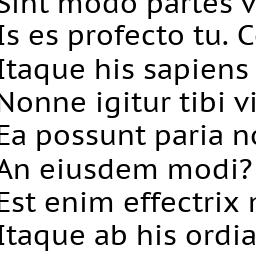 Sint modo partes v
Is es profecto tu. C
Itaque his sapiens
Nonne igitur tibi vi
Ea possunt paria no
An eiusdem modi?
Est enim effectrix
Itaque ab his ordia